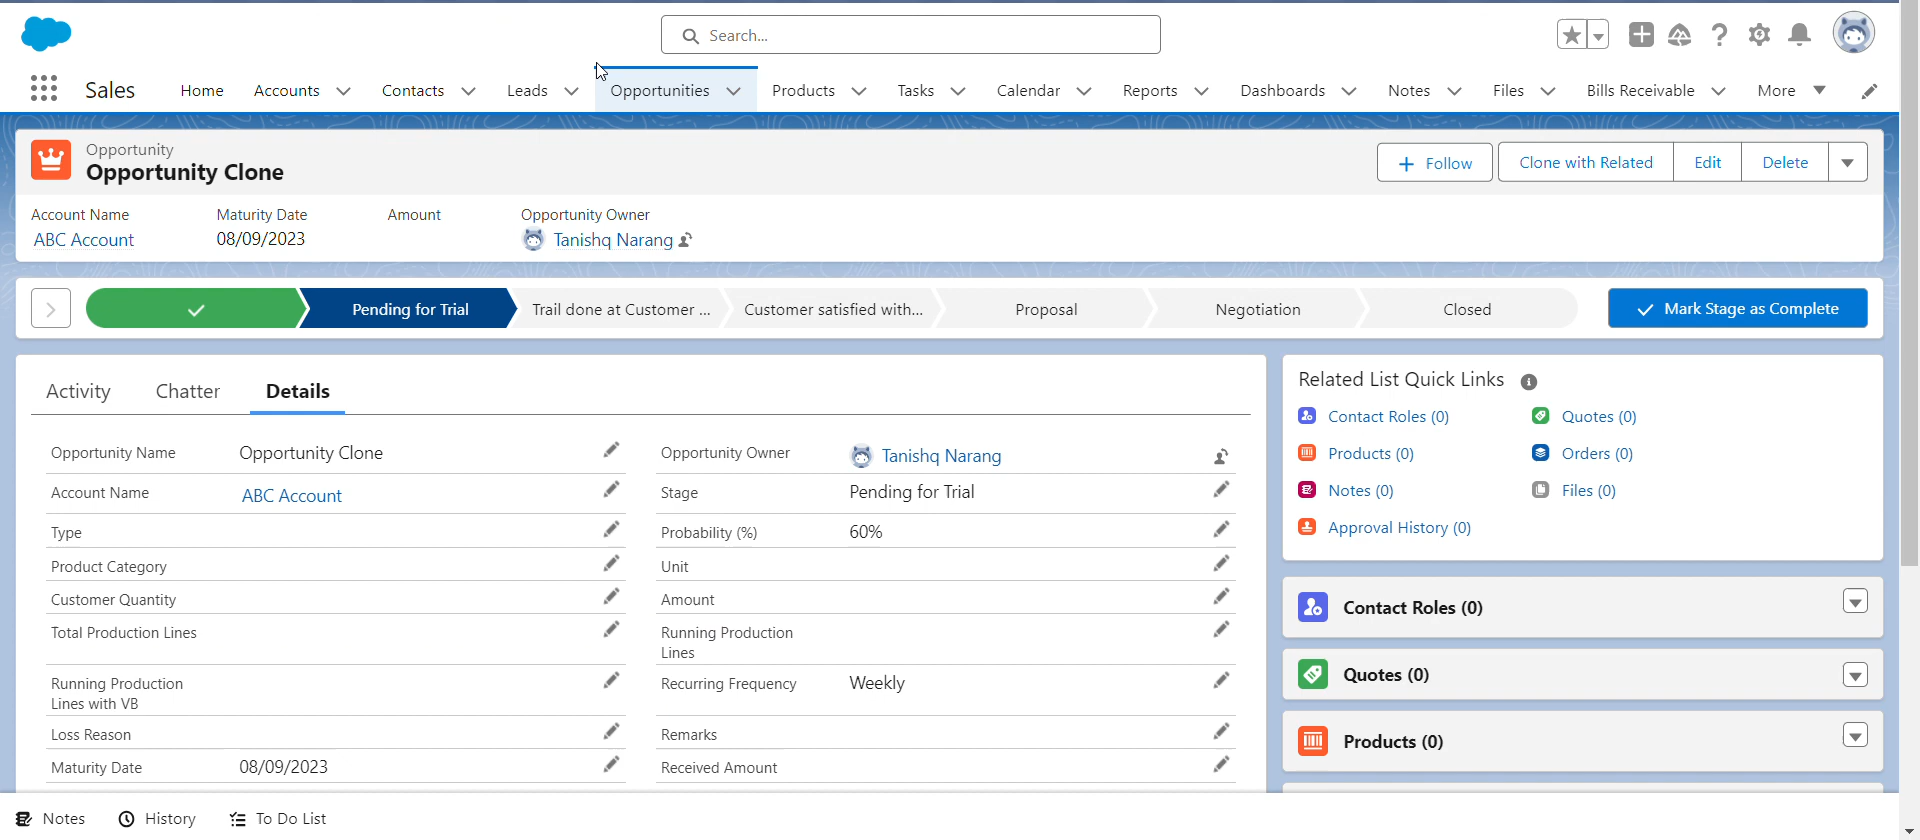 Search...
Sales
Home
Accounts
Contacts
Leads
Opportunities
Products
Tasks
Calendar
Reports
Dashboards
Notes
Files
Bills Receivable
More
Opportunity
Opportunity Clone
Follow
Clone with Related
Edit
Delete
Account Name
Maturity Date
Amount
Opportunity Owner
ABC Account
08/09/2023
Tanishq Narang
Pending for Trial
Trail done at Customer ...
Customer satisfied with...
Proposal
Negotiation
Closed
Mark Stage as Complete
Activity
Chatter
Details
Opportunity Name
Opportunity Clone
Opportunity Owner
Tanishq Narang
Account Name
ABC Account
Stage
Pending for Trial
Type
Probability (%)
60%
Product Category
Unit
Customer Quantity
Amount
Total Production Lines
Running Production
Lines
Running Production
Lines with VB
Recurring Frequency
Weekly
Loss Reason
Remarks
Maturity Date
08/09/2023
Received Amount
Related List Quick Links
Contact Roles (0)
Quotes (0)
Products (0)
Orders (0)
Notes (0)
Files (0)
Approval History (0)
Contact Roles (0)
Quotes (0)
Products (0)
Notes
History
To Do List